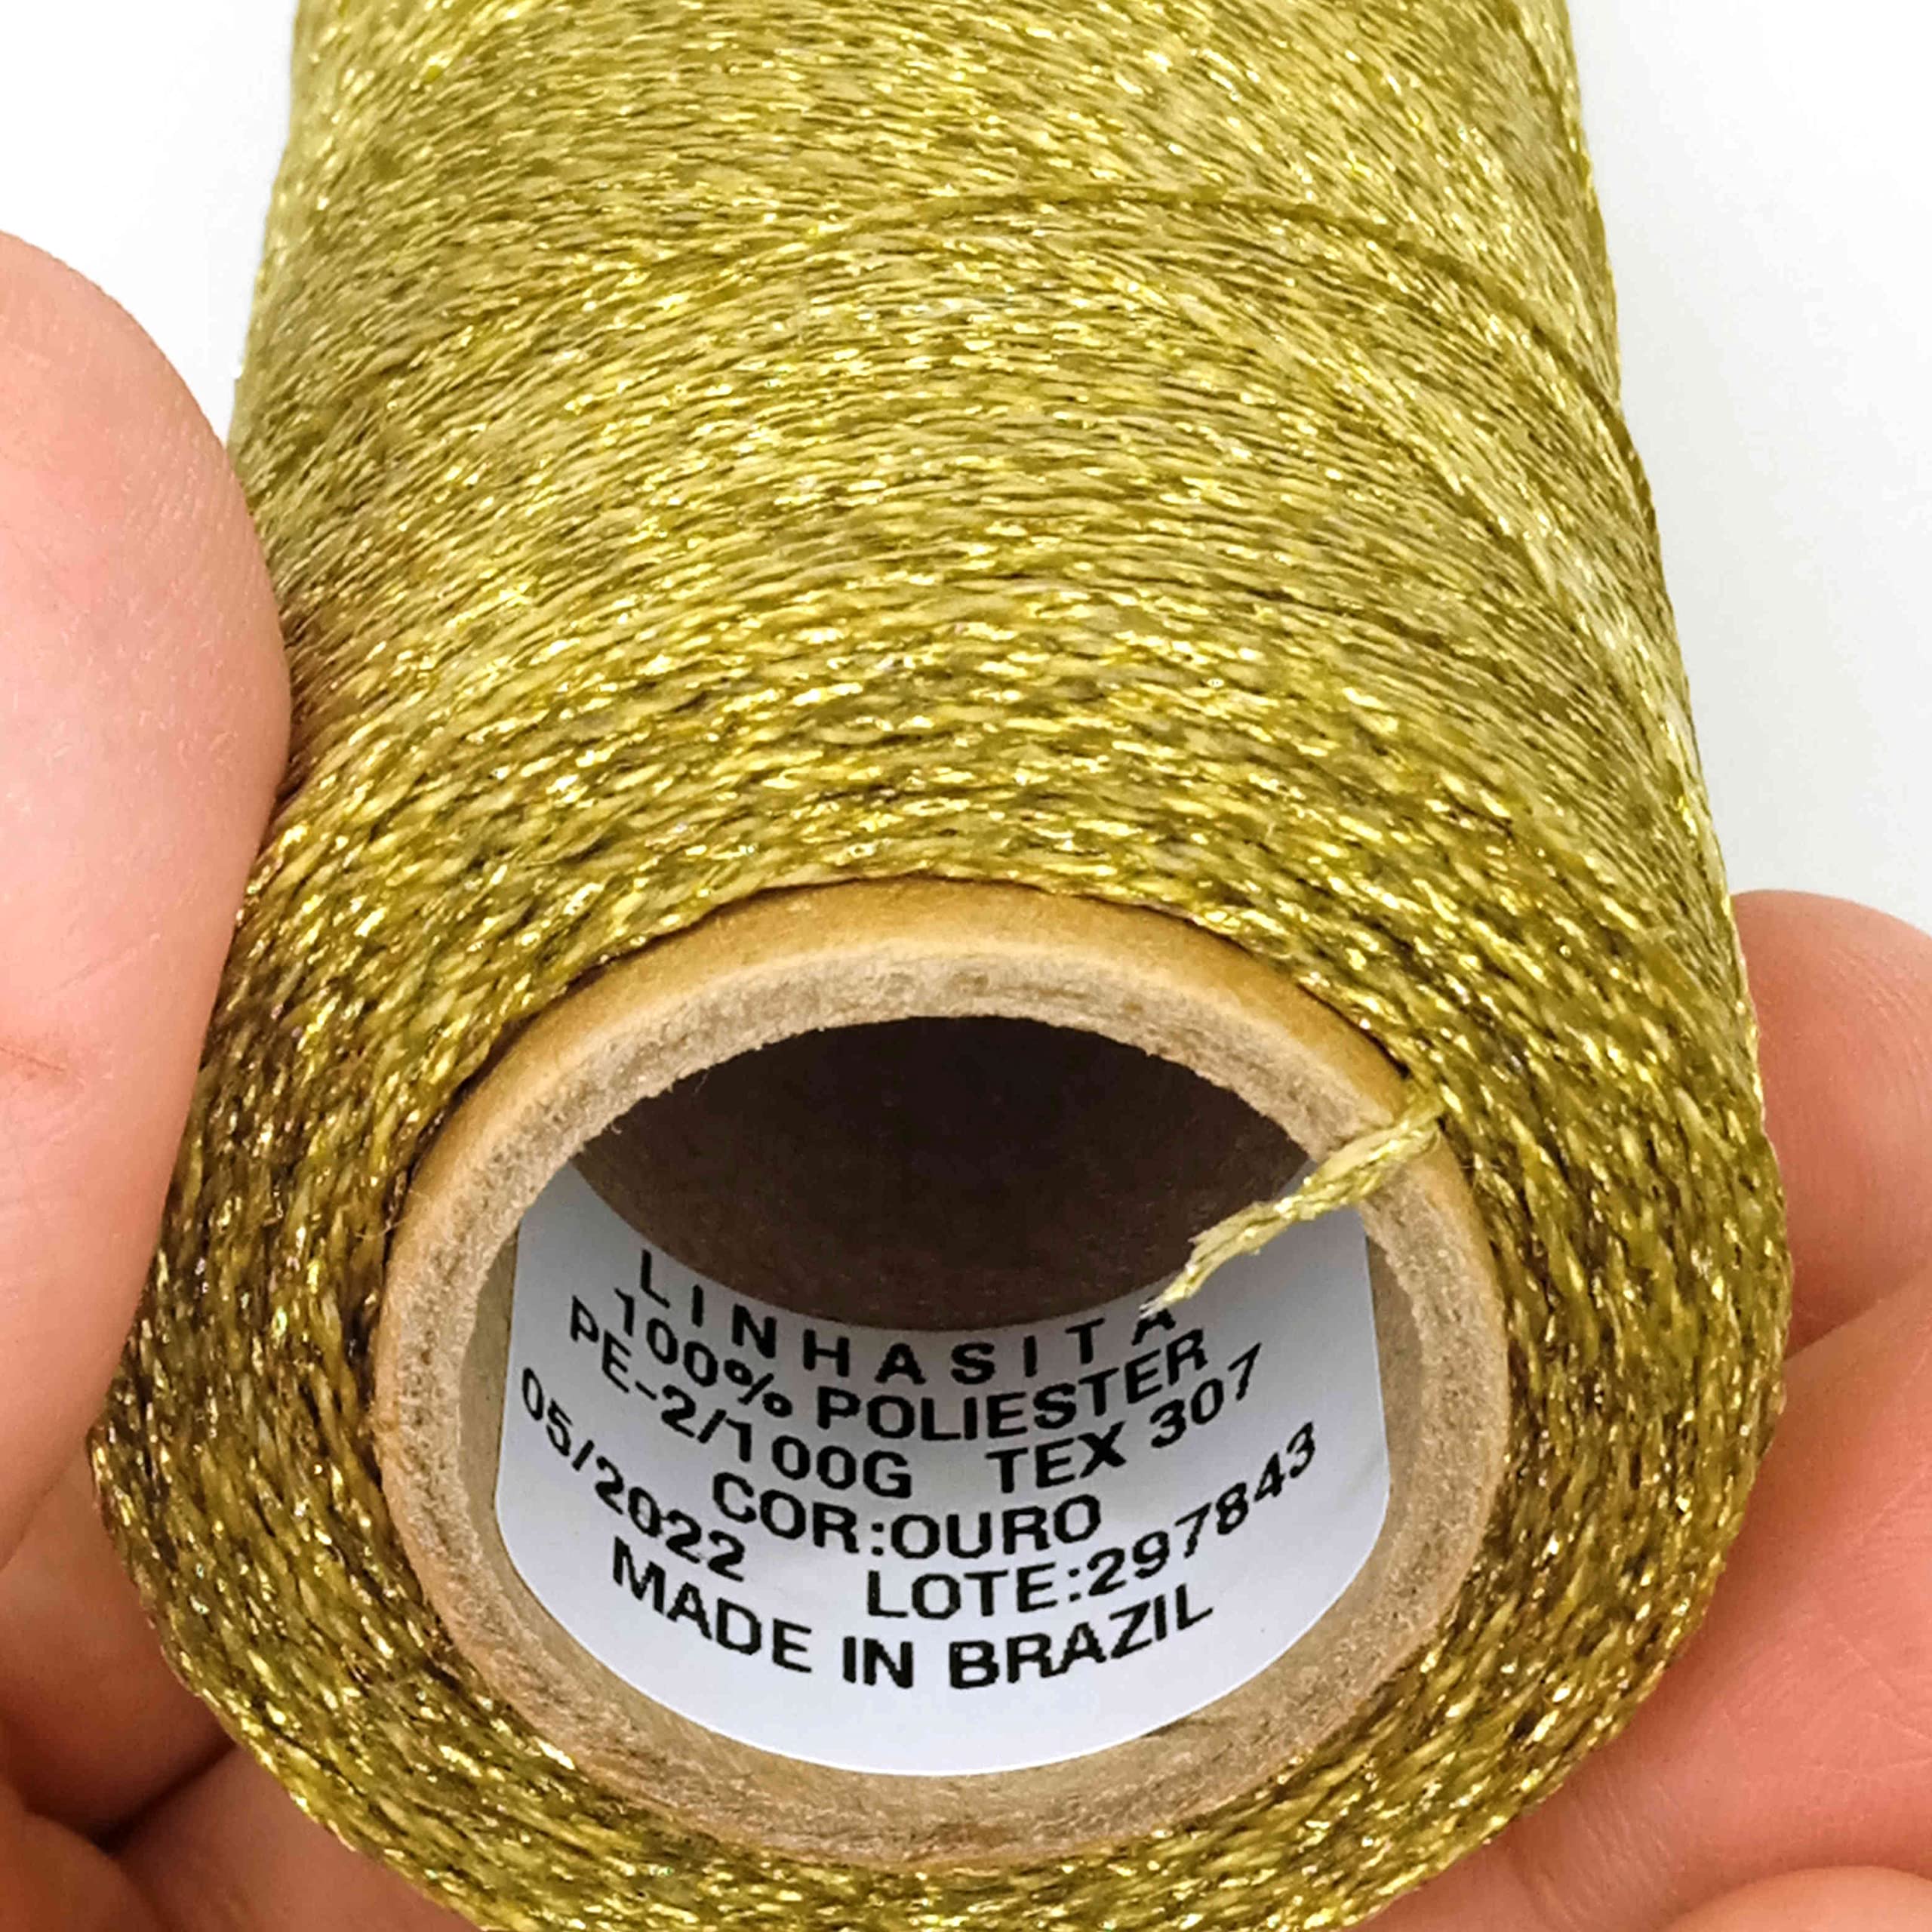 LINHASITA
100% POLIESTER
PE-2/100G TEX 307
COR:OURO
05/2022 LOTE:297843
MADE IN BRAZIL